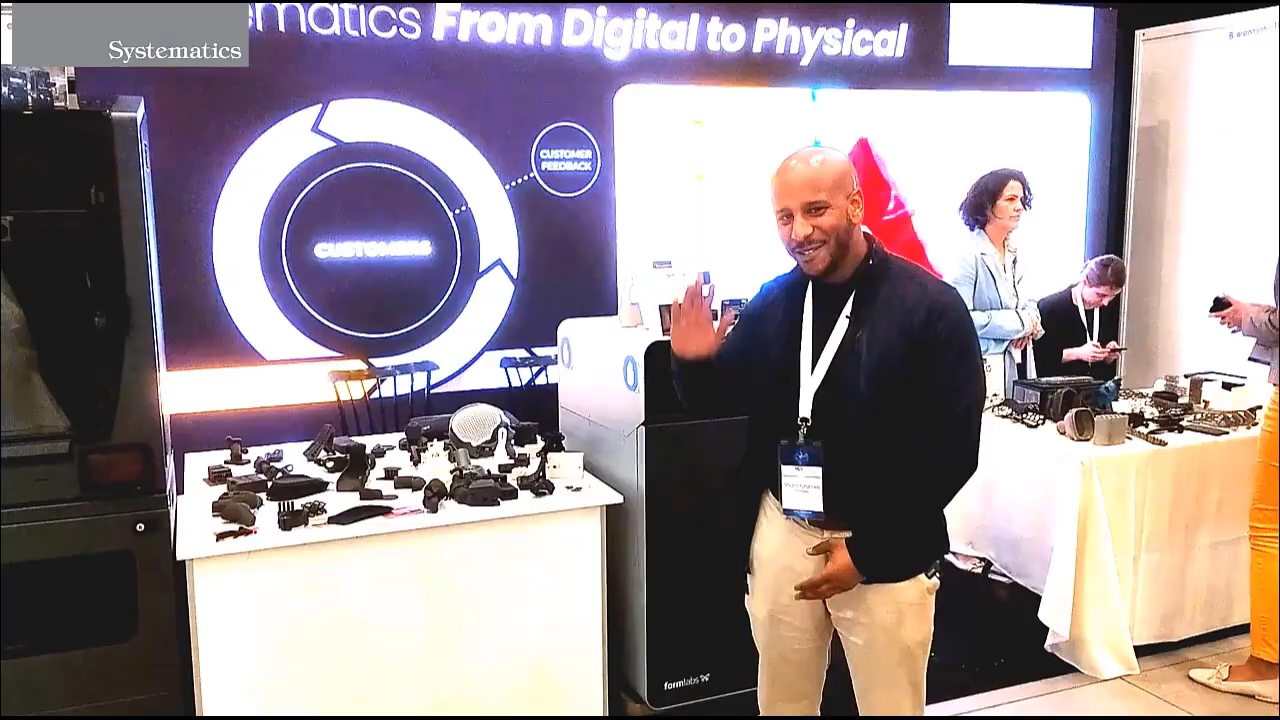 Systematics
ematics From Digital to Physical
CUSTOMER
FEEDBACK
CUSTOMERS
formlabs